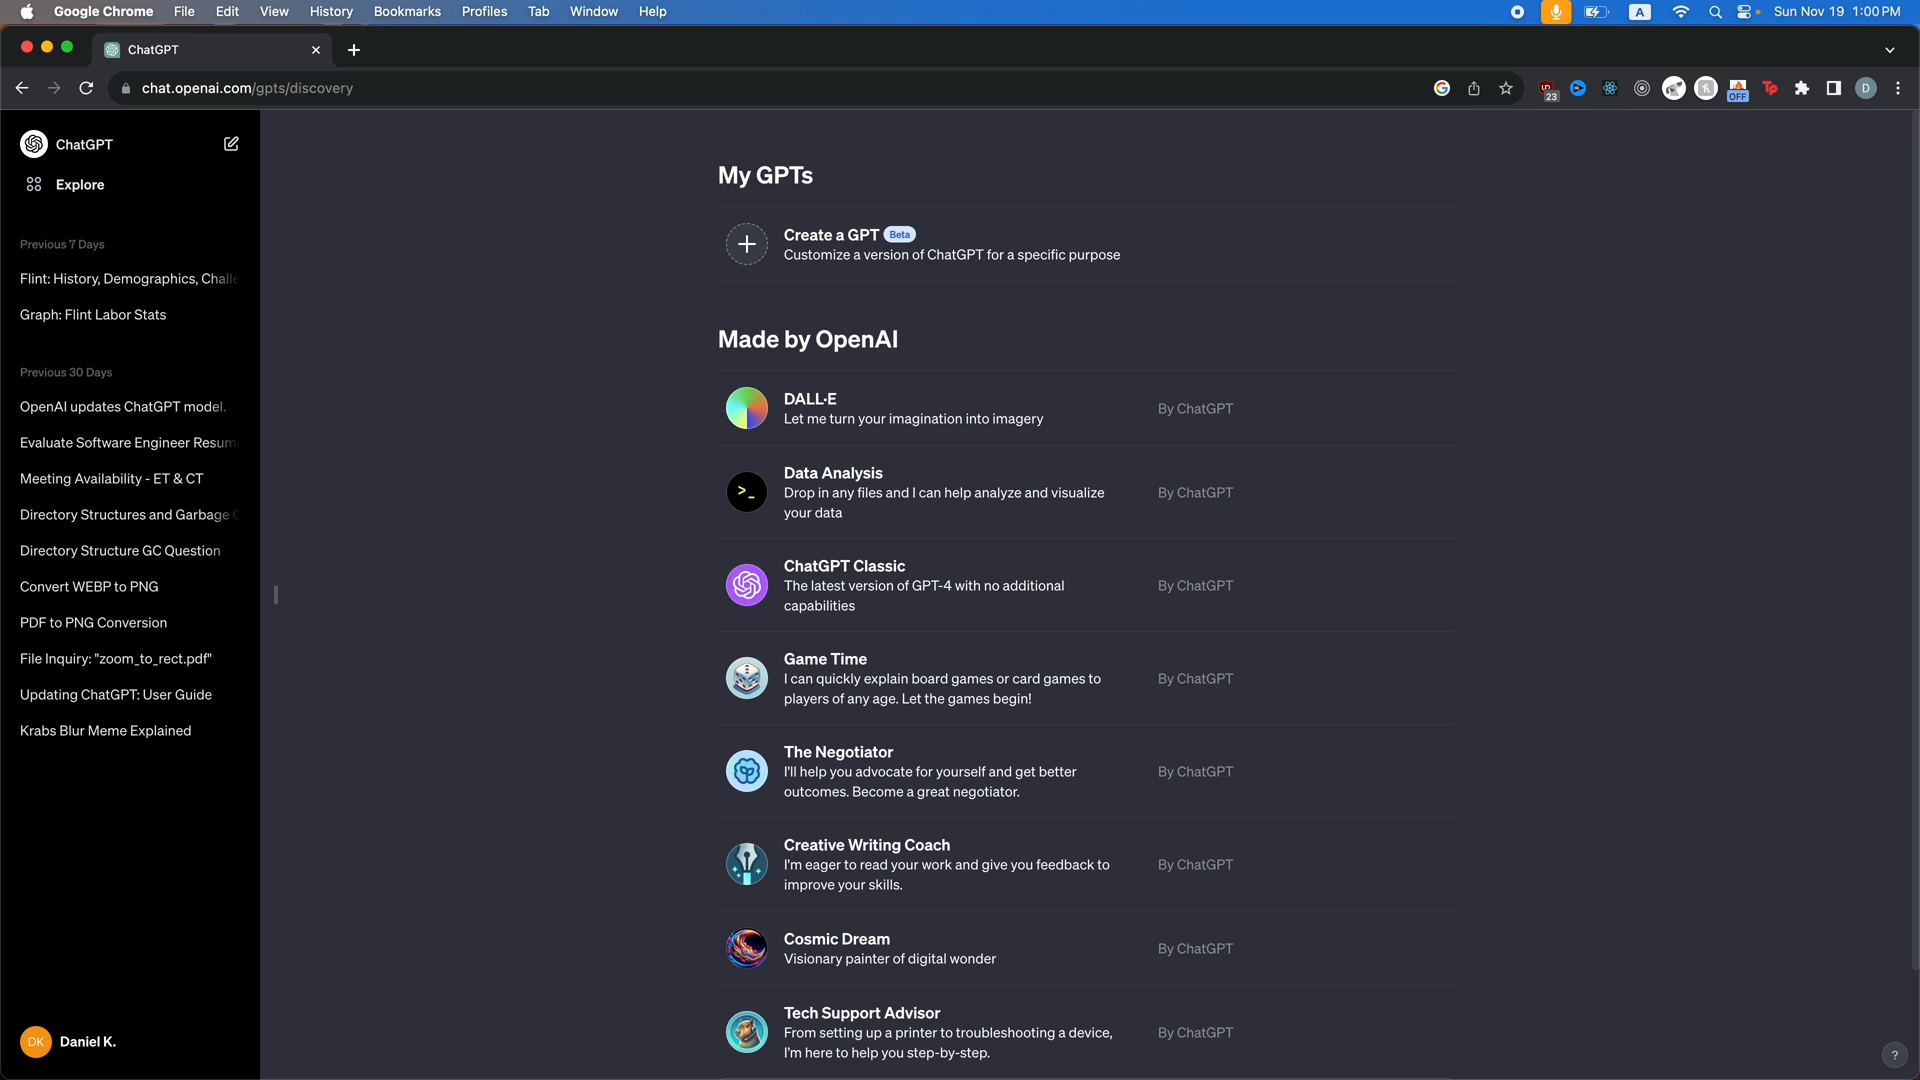 Google Chrome File Edit View History Bookmarks Profiles Tab Window Help
A
Sun Nov 19 1:00 PM
ChatGPT
chat.openai.com/gpts/discovery
23
OFF
Tp
D
ChatGPT
Explore
Previous 7 Days
Flint: History, Demographics, Challe
Graph: Flint Labor Stats
Previous 30 Days
OpenAI updates ChatGPT model.
Evaluate Software Engineer Resum
Meeting Availability - ET & CT
Directory Structures and Garbage C
Directory Structure GC Question
Convert WEBP to PNG
PDF to PNG Conversion
File Inquiry: "zoom_to_rect.pdf"
Updating ChatGPT: User Guide
Krabs Blur Meme Explained
DK Daniel K.
My GPTs
Create a GPT Beta
Customize a version of ChatGPT for a specific purpose
Made by OpenAI
DALL·E
Let me turn your imagination into imagery
By ChatGPT
Data Analysis
Drop in any files and I can help analyze and visualize
your data
By ChatGPT
ChatGPT Classic
The latest version of GPT-4 with no additional
capabilities
By ChatGPT
Game Time
I can quickly explain board games or card games to
players of any age. Let the games begin!
By ChatGPT
The Negotiator
I'll help you advocate for yourself and get better
outcomes. Become a great negotiator.
By ChatGPT
Creative Writing Coach
I'm eager to read your work and give you feedback to
improve your skills.
By ChatGPT
Cosmic Dream
Visionary painter of digital wonder
By ChatGPT
Tech Support Advisor
From setting up a printer to troubleshooting a device,
I'm here to help you step-by-step.
By ChatGPT
?